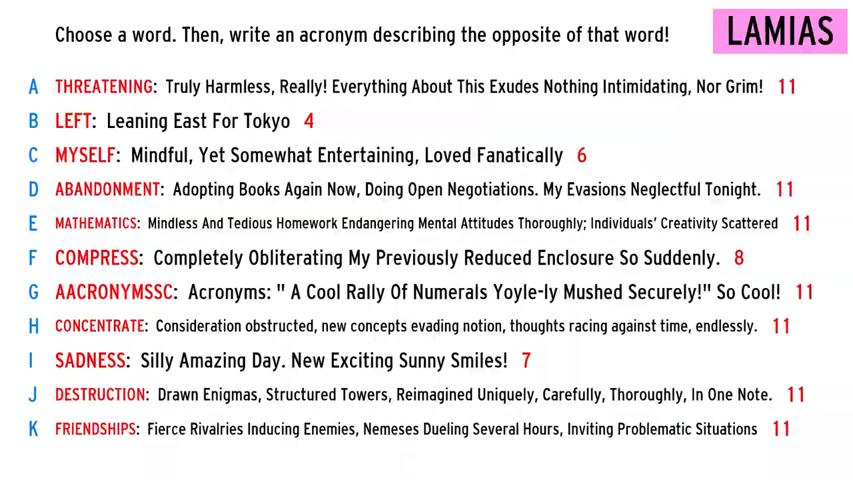 Choose a word. Then, write an acronym describing the opposite of that word!
LAMIAS
A THREATENING: Truly Harmless, Really! Everything About This Exudes Nothing Intimidating, Nor Grim! 11
B LEFT: Leaning East For Tokyo 4
C MYSELF: Mindful, Yet Somewhat Entertaining, Loved Fanatically 6
D ABANDONMENT: Adopting Books Again Now, Doing Open Negotiations. My Evasions Neglectful Tonight. 11
E MATHEMATICS: Mindless And Tedious Homework Endangering Mental Attitudes Thoroughly; Individuals' Creativity Scattered 11
F COMPRESS: Completely Obliterating My Previously Reduced Enclosure So Suddenly. 8
G AACRONYMSSC: Acronyms: " A Cool Rally Of Numerals Yoyle-ly Mushed Securely!" So Cool! 11
H CONCENTRATE: Consideration obstructed, new concepts evading notion, thoughts racing against time, endlessly. 11
I SADNESS: Silly Amazing Day. New Exciting Sunny Smiles! 7
J DESTRUCTION: Drawn Enigmas, Structured Towers, Reimagined Uniquely, Carefully, Thoroughly, In One Note. 11
K FRIENDSHIPS: Fierce Rivalries Inducing Enemies, Nemeses Dueling Several Hours, Inviting Problematic Situations 11